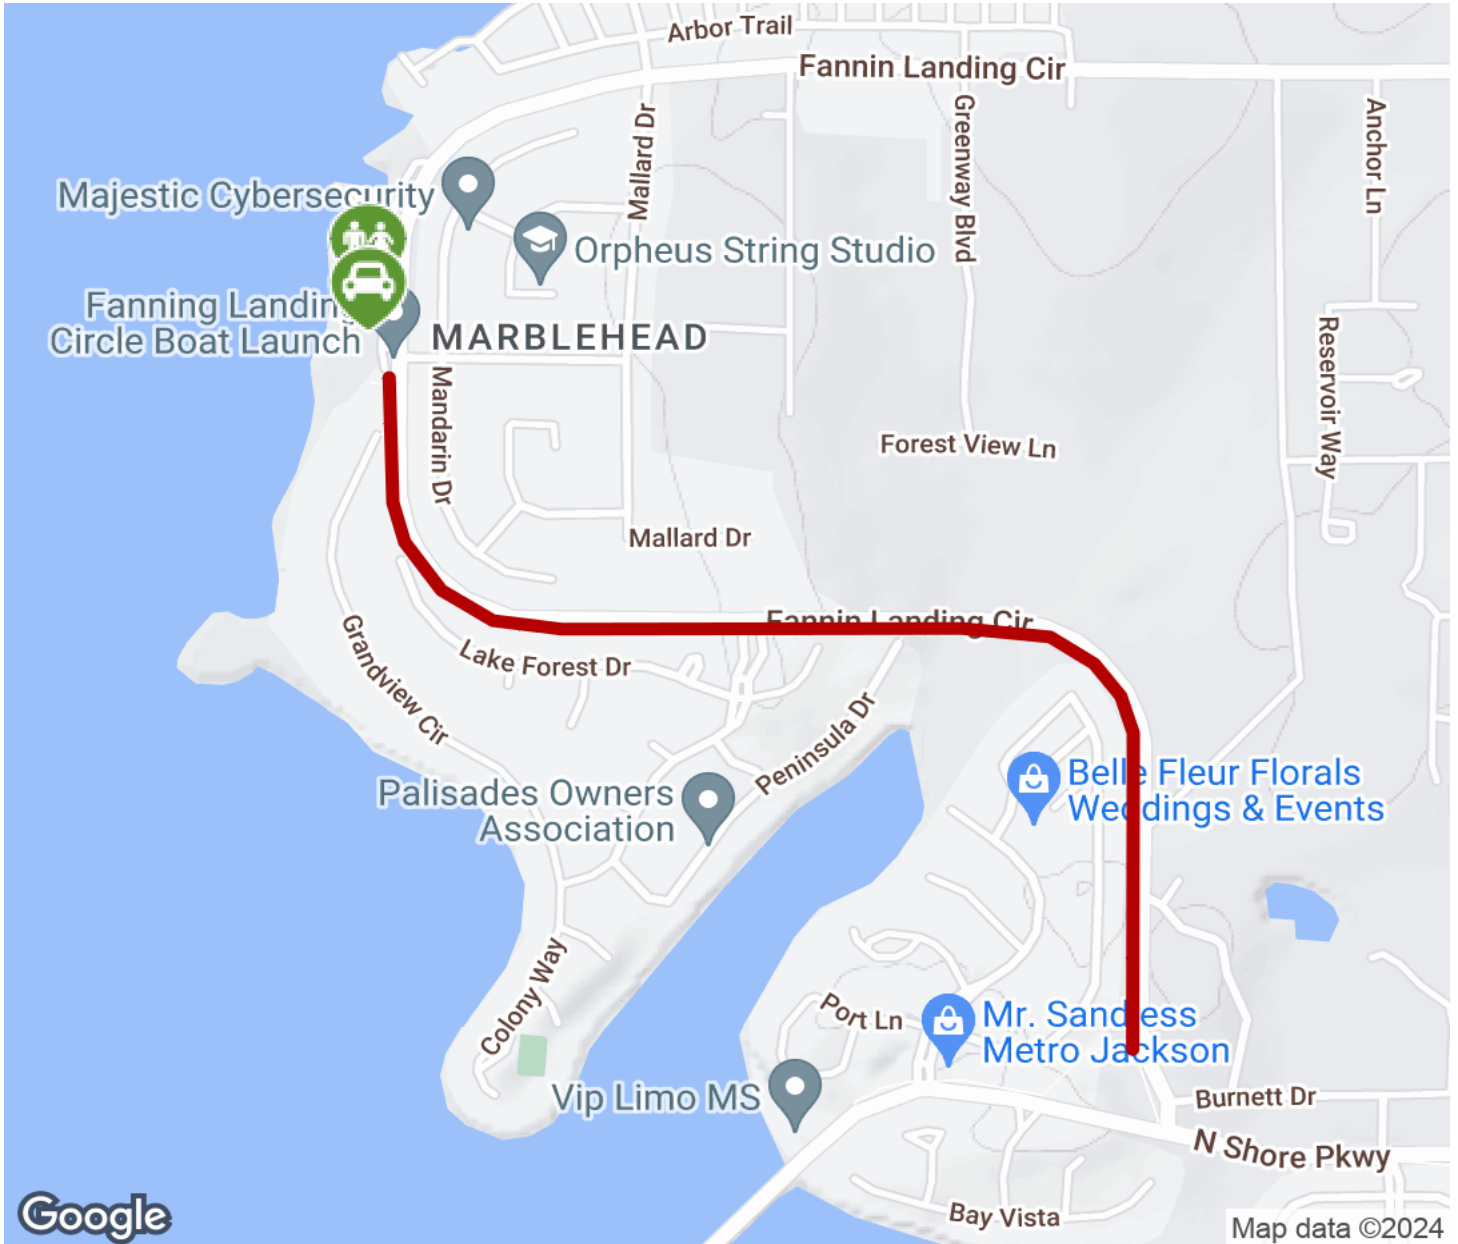 Arbor Trail
Fannin Landing Cir
Mallard Dr
Greenway Blvd
Anchor Ln
Majestic Cybersecurity
Orpheus String Studio
Fanning Landing
Circle Boat Launch
MARBLEHEAD
Mandarin Dr
Reservoir Way
Forest View Ln
Mallard Dr
Fannin Landing Cir
Grandview Cir
Lake Forest Dr
Peninsula Dr
Belle Fleur Florals
Weddings & Events
Palisades Owners
Association
Colony Way
Port Ln
Mr. Sandless
Metro Jackson
Vip Limo MS
Burnett Dr
N Shore Pkwy
Bay Vista
Google
Map data ©2024